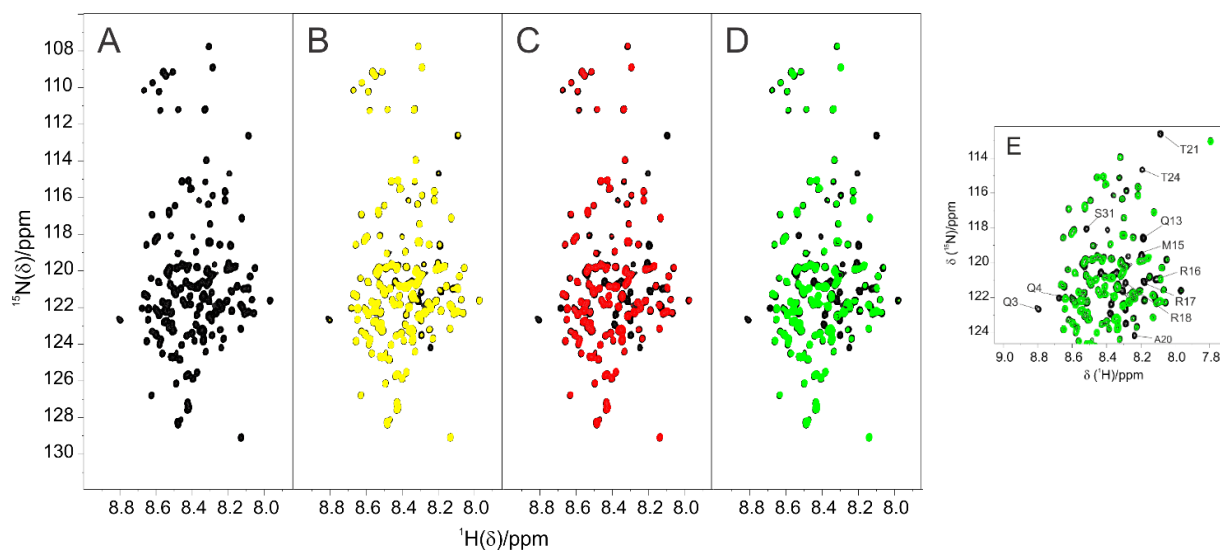 A B C D
108
110
112
114
116
118
120
122
124
126
128
130
¹⁵N(δ)/ppm
8.8 8.6 8.4 8.2 8.0 8.8 8.6 8.4 8.2 8.0 8.8 8.6 8.4 8.2 8.0 8.8 8.6 8.4 8.2 8.0
¹H(δ)/ppm
E
114
116
118
120
122
124
δ (¹⁵N)/ppm
T21
T24
S31
Q13
M15
R16
Q4
R17
Q3
R18
A20
9.0 8.8 8.6 8.4 8.2 8.0 7.8
δ (¹H)/ppm